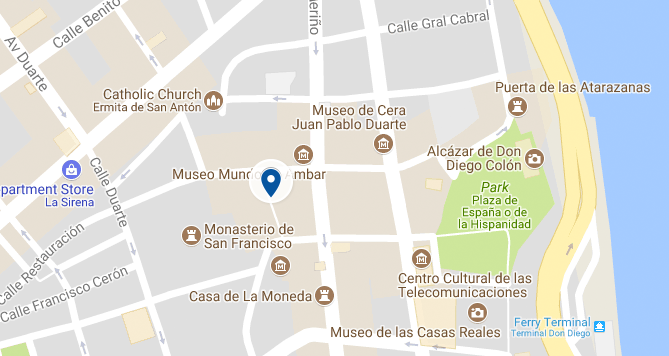 Calle Benito
eriño
Calle Gral Cabral
Av Duarte
Puerta de las Atarazanas
Catholic Church
Ermita de San Antón
Museo de Cera
Juan Pablo Duarte
Alcázar de Don
Diego Colón
Museo Mund Ambar
epartment Store
La Sirena
Calle Duarte
Park
Plaza de
España o de
la Hispanidad
Monasterio de
San Francisco
Calle Restauración
Calle Francisco Cerón
Centro Cultural de las
Telecomunicaciones
Casa de La Moneda
Museo de las Casas Reales
Ferry Terminal
Terminal Don Diego